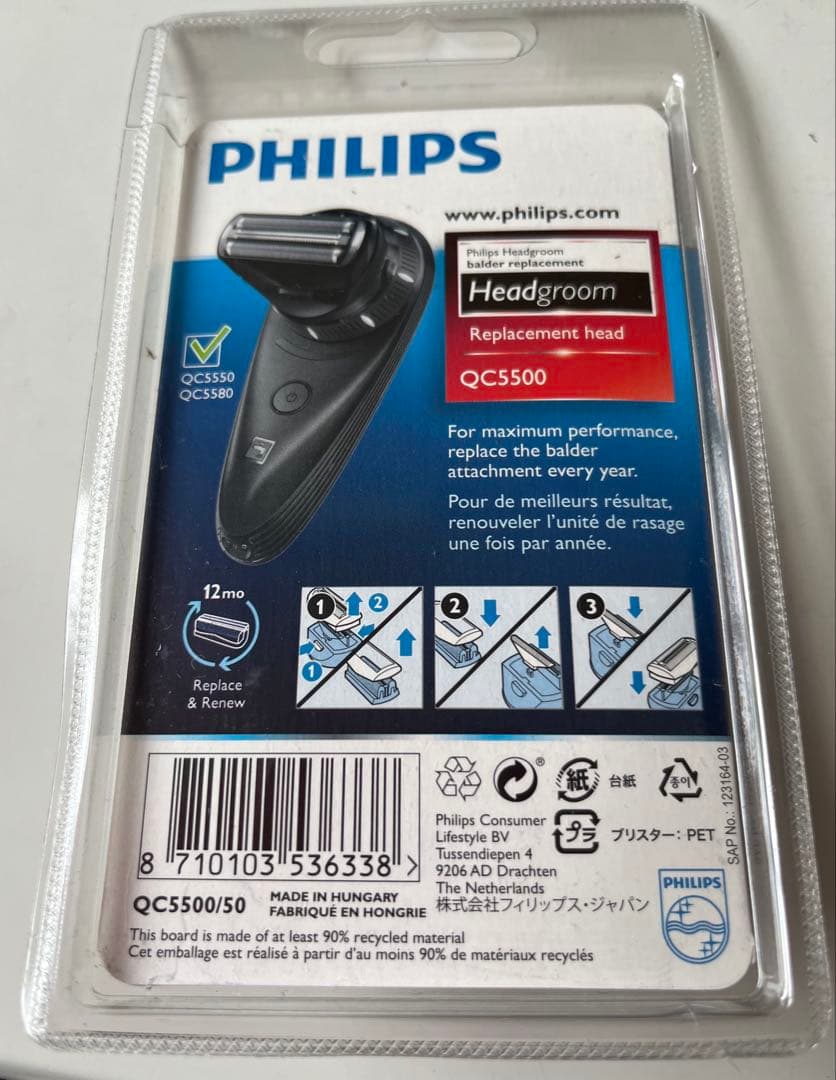 PHILIPS
www.philips.com
Philips Headgroom
balder replacement
Headgroom
Replacement head
QC5500
QC5550
QC5580
For maximum performance,
replace the balder
attachment every year.
Pour de meilleurs résultat,
renouveler l'unité de rasage
une fois par année.
12mo
Replace
& Renew
1
2
1
2
3
8 710103 536338 >
QC5500/50
MADE IN HUNGARY
FABRIQUÉ EN HONGRIE
®
紙
台紙
종이
プラ
ブリスター: PET
Philips Consumer
Lifestyle BV
Tussendiepen 4
9206 AD Drachten
The Netherlands
株式会社フィリップス・ジャパン
SAP No.: 123164-03
PHILIPS
This board is made of at least 90% recycled material
Cet emballage est réalisé à partir d'au moins 90% de matériaux recyclés